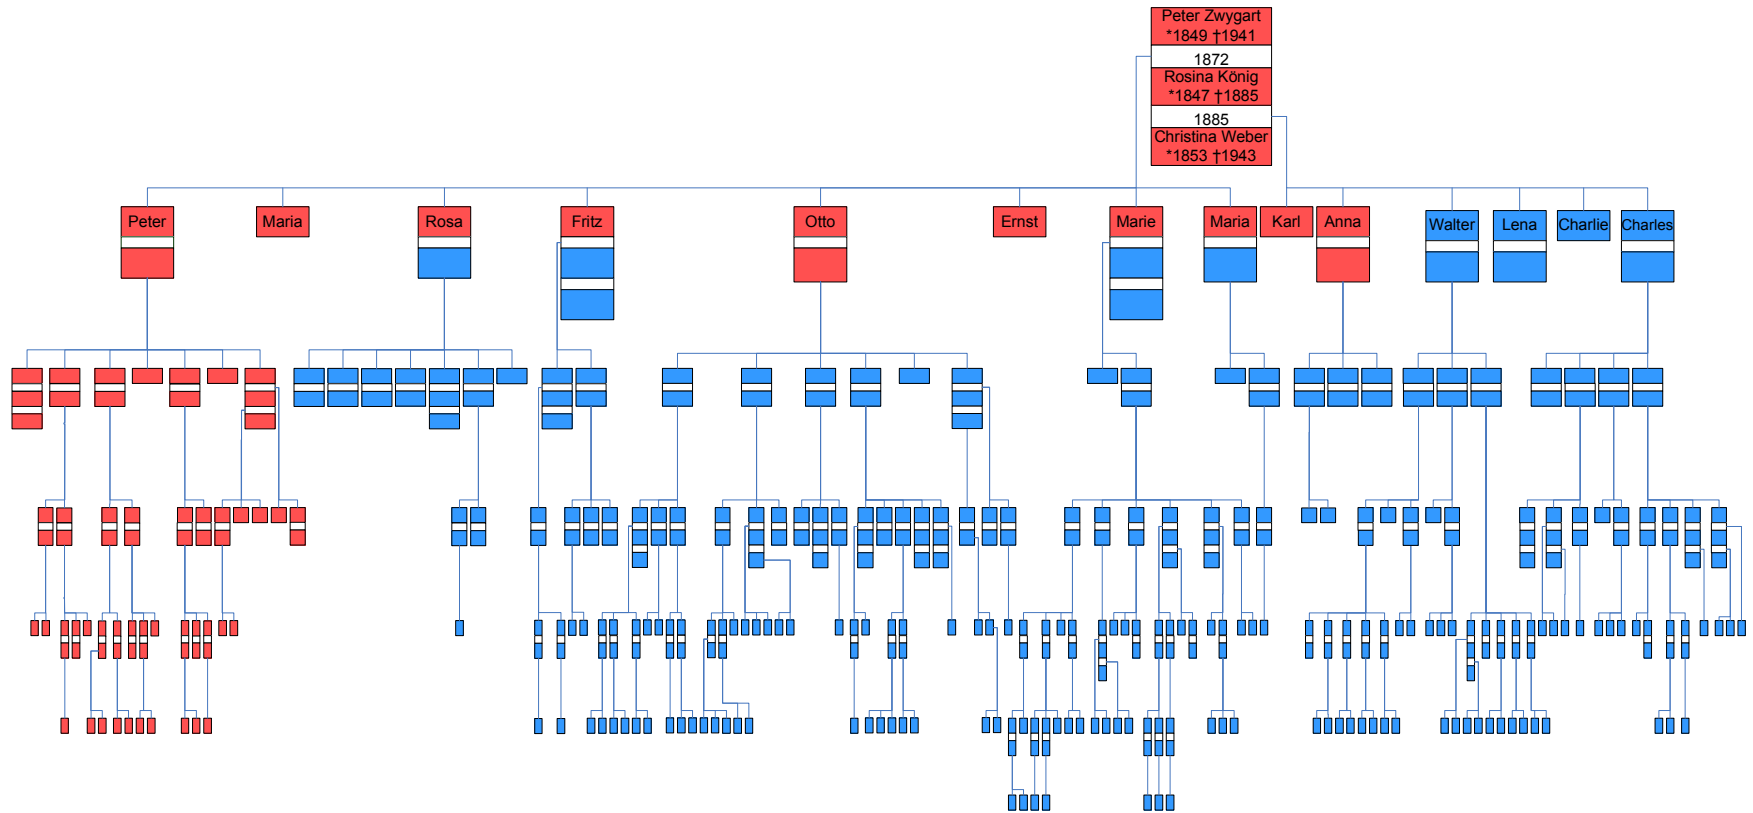 Peter Zwygart
*1849 †1941
1872
Rosina König
*1847 †1885
1885
Christina Weber
*1853 †1943
Peter
Maria
Rosa
Fritz
Otto
Ernst
Marie
Maria
Karl
Anna
Walter
Lena
Charlie
Charles